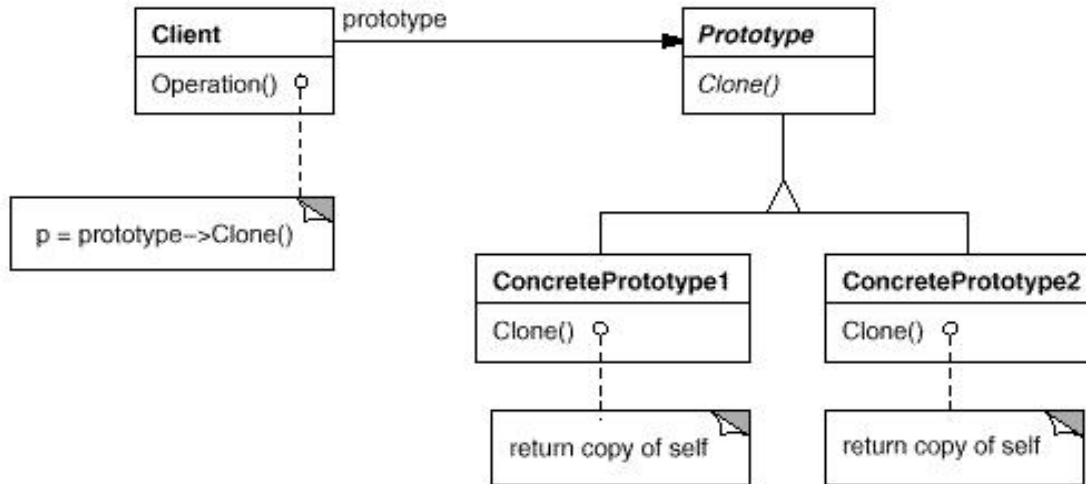 Client
Operation()
prototype
Prototype
Clone()
p = prototype–>Clone()
ConcretePrototype1
Clone()
ConcretePrototype2
Clone()
return copy of self
return copy of self